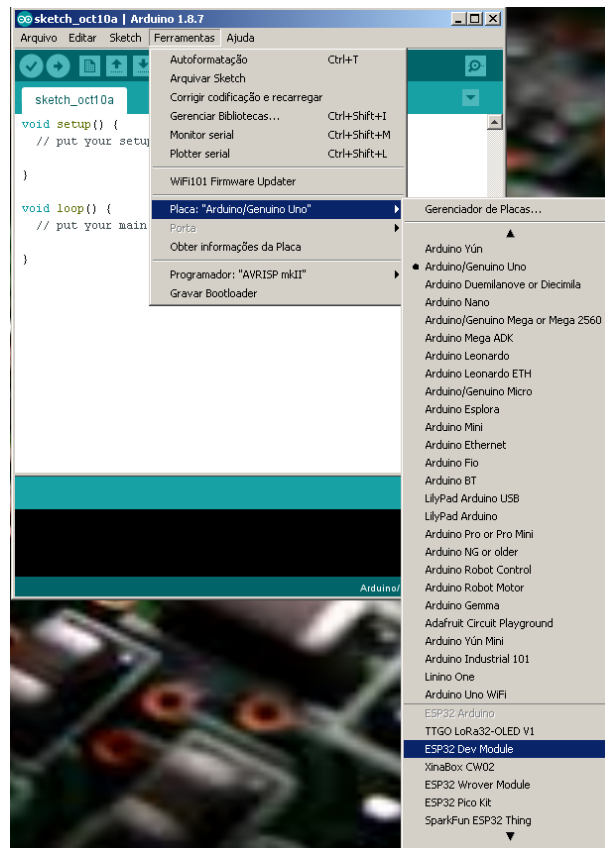 sketch_oct10a | Arduino 1.8.7
Arquivo Editar Sketch Ferramentas Ajuda
sketch_oct10a
void setup() {
// put your setup
}
void loop() {
// put your main
}
Autoformatação Ctrl+T
Arquivar Sketch
Corrigir codificação e recarregar
Gerenciar Bibliotecas... Ctrl+Shift+I
Monitor serial Ctrl+Shift+M
Plotter serial Ctrl+Shift+L
WiFi101 Firmware Updater
Placa: "Arduino/Genuino Uno"
Porta
Obter informações da Placa
Programador: "AVRISP mkII"
Gravar Bootloader
Gerenciador de Placas...
Arduino Yún
Arduino/Genuino Uno
Arduino Duemilanove or Diecimila
Arduino Nano
Arduino/Genuino Mega or Mega 2560
Arduino Mega ADK
Arduino Leonardo
Arduino Leonardo ETH
Arduino/Genuino Micro
Arduino Esplora
Arduino Mini
Arduino Ethernet
Arduino Fio
Arduino BT
LilyPad Arduino USB
LilyPad Arduino
Arduino Pro or Pro Mini
Arduino NG or older
Arduino Robot Control
Arduino Robot Motor
Arduino Gemma
Adafruit Circuit Playground
Arduino Yún Mini
Arduino Industrial 101
Linino One
Arduino Uno WiFi
ESP32 Arduino
TTGO LoRa32-OLED V1
ESP32 Dev Module
XinaBox CW02
ESP32 Wrover Module
ESP32 Pico Kit
SparkFun ESP32 Thing
Arduino/